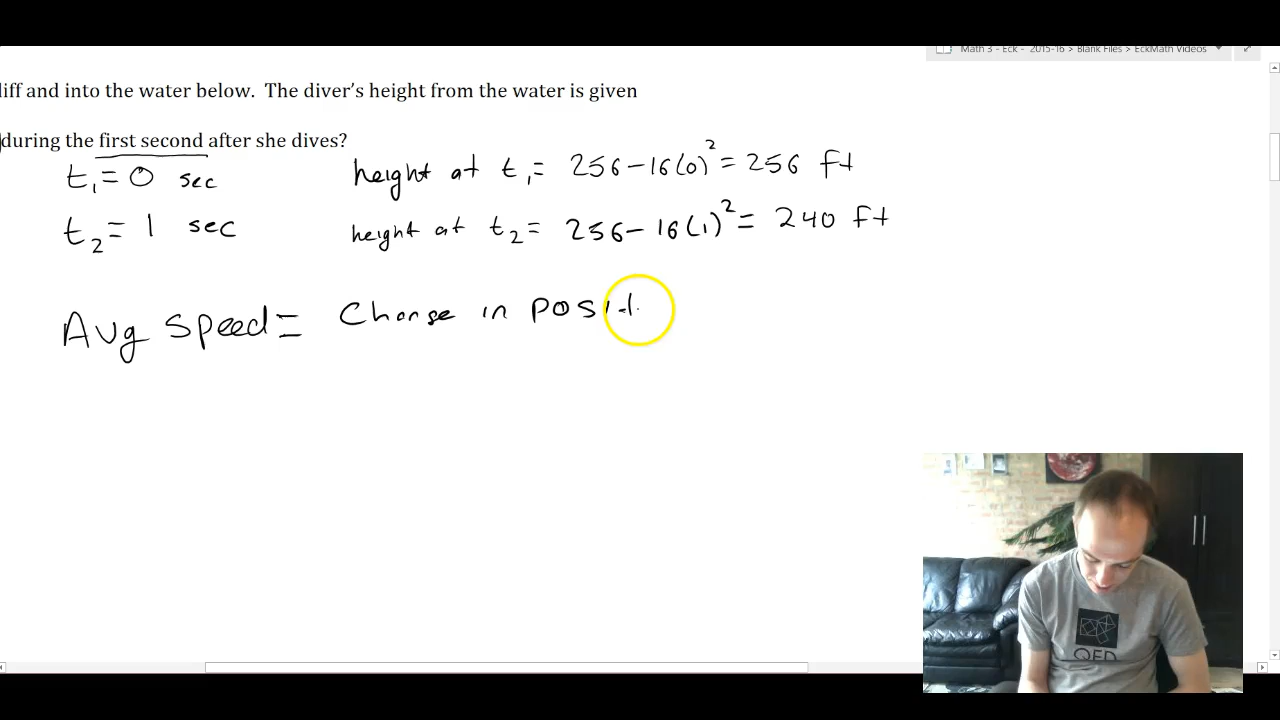 Math 3 - Eck - 2015-16 > Blank Files > EckMath Videos
liff and into the water below. The diver's height from the water is given
during the first second after she dives?
t₁ = 0 sec height at t₁ = 256 – 16(0)² = 256 ft
t₂ = 1 sec height at t₂ = 256 – 16(1)² = 240 ft
Avg Speed = Change in posit
QED